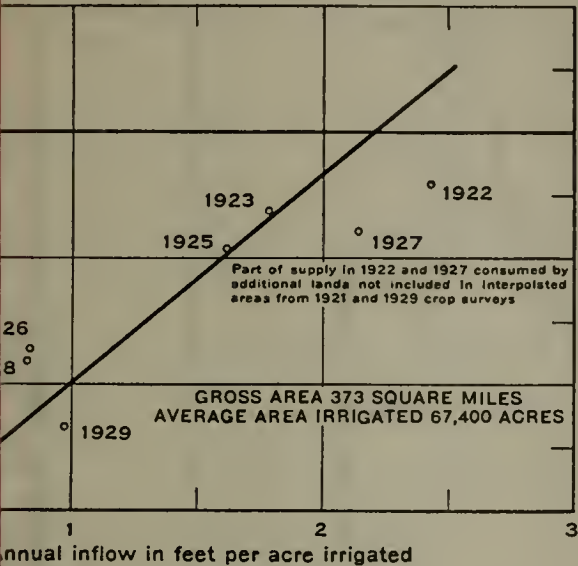 1923
1922
1925
1927
Part of supply in 1922 and 1927 consumed by
additional lands not included in interpolated
areas from 1921 and 1929 crop surveys
26
8
GROSS AREA 373 SQUARE MILES
AVERAGE AREA IRRIGATED 67,400 ACRES
1929
1 2 3
nnual inflow in feet per acre irrigated